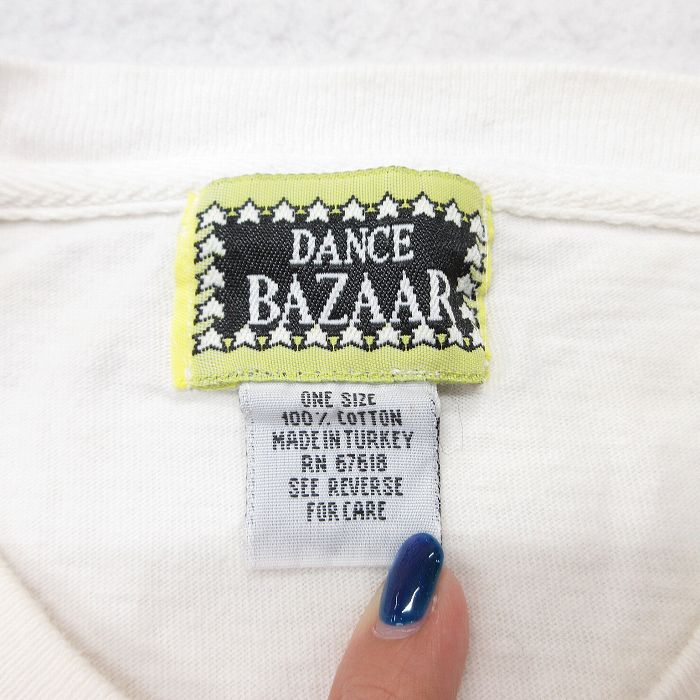 DANCE
BAZAAR
ONE SIZE
100% COTTON
MADE IN TURKEY
RN 67618
SEE REVERSE
FOR CARE